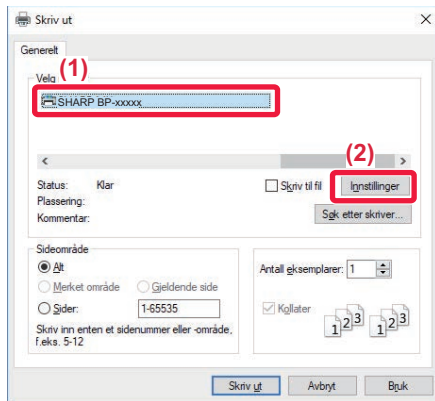 Skriv ut
Generelt
(1)
Velg
SHARP BP-xxxxx
(2)
Status: Klar
Skriv til fil
Innstillinger
Plassering:
Kommentar:
Søk etter skriver...
Sideområde
Alt
Merket område
Gjeldende side
Sider:
1-65535
Skriv inn enten et sidenummer eller -område,
f.eks. 5-12
Antall eksemplarer: 1
Kollater
1 2 3 1 2 3
Skriv ut
Avbryt
Bruk